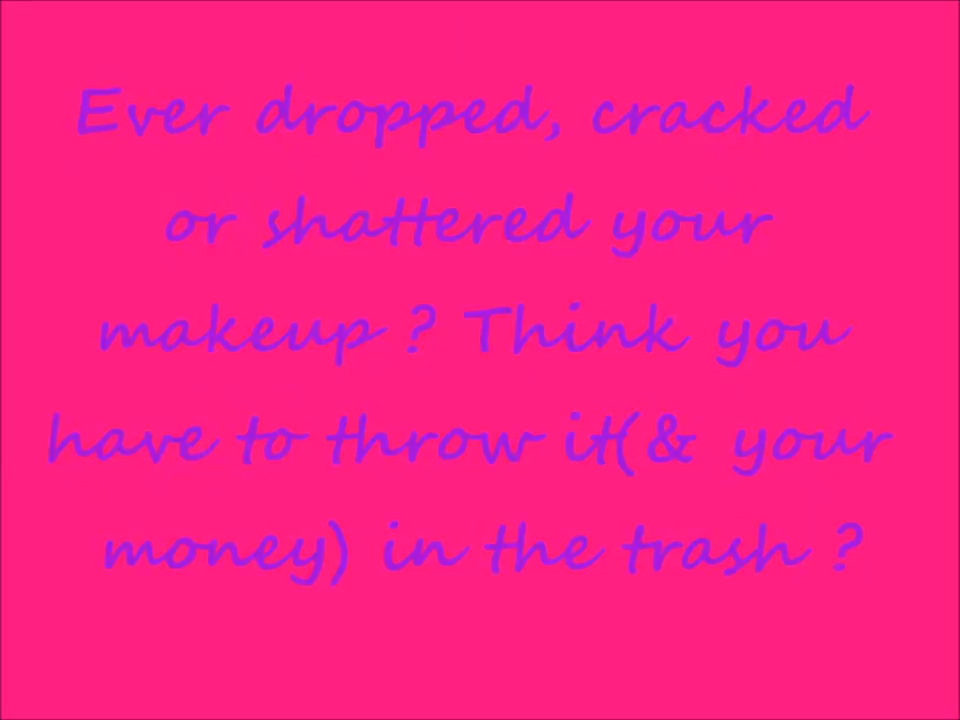 Ever dropped, cracked
or shattered your
makeup ? Think you
have to throw it(& your
money) in the trash ?